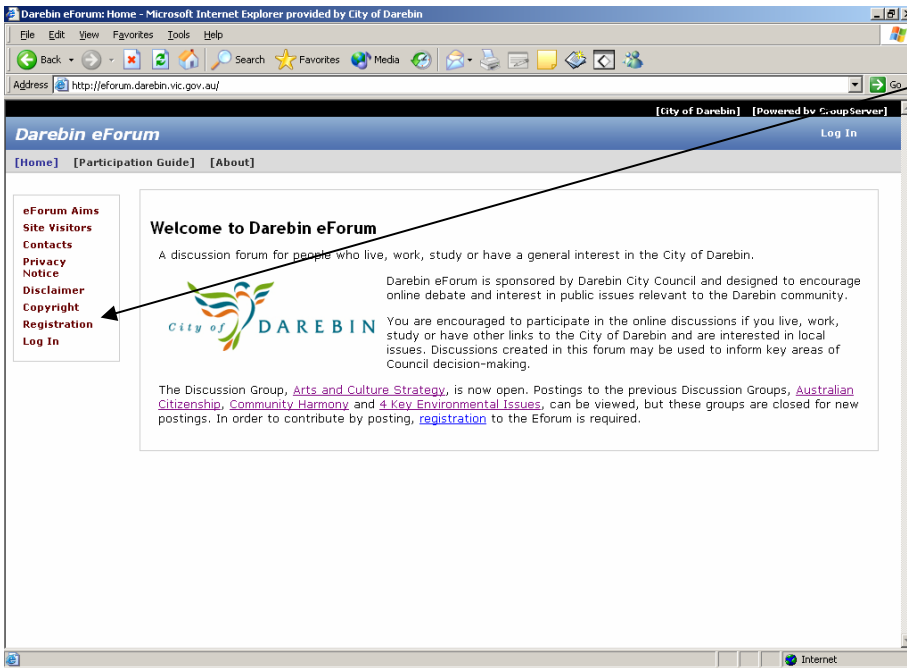 Darebin eForum: Home - Microsoft Internet Explorer provided by City of Darebin
File Edit View Favorites Tools Help
Back Search Favorites Media
Address http://eforum.darebin.vic.gov.au/ Go
[City of Darebin] [Powered by GroupServer]
Darebin eForum Log In
[Home] [Participation Guide] [About]
eForum Aims
Site Visitors
Contacts
Privacy
Notice
Disclaimer
Copyright
Registration
Log In
Welcome to Darebin eForum
A discussion forum for people who live, work, study or have a general interest in the City of Darebin.
City of DAREBIN
Darebin eForum is sponsored by Darebin City Council and designed to encourage
online debate and interest in public issues relevant to the Darebin community.
You are encouraged to participate in the online discussions if you live, work,
study or have other links to the City of Darebin and are interested in local
issues. Discussions created in this forum may be used to inform key areas of
Council decision-making.
The Discussion Group, Arts and Culture Strategy, is now open. Postings to the previous Discussion Groups, Australian
Citizenship, Community Harmony and 4 Key Environmental Issues, can be viewed, but these groups are closed for new
postings. In order to contribute by posting, registration to the Eforum is required.
Internet